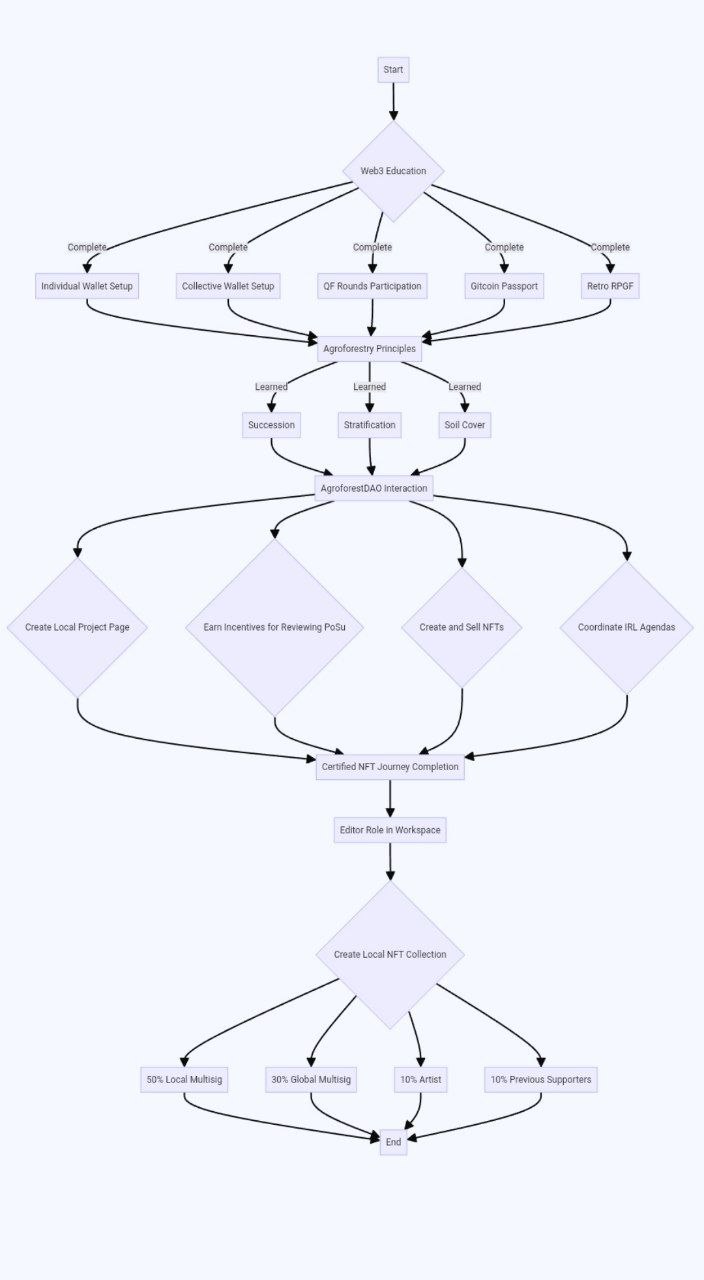 Start
Web3 Education
Complete
Complete
Complete
Complete
Complete
Individual Wallet Setup
Collective Wallet Setup
QF Rounds Participation
Gitcoin Passport
Retro RPGF
Agroforestry Principles
Learned
Learned
Learned
Succession
Stratification
Soil Cover
AgroforestDAO Interaction
Create Local Project Page
Earn Incentives for Reviewing PoSu
Create and Sell NFTs
Coordinate IRL Agendas
Certified NFT Journey Completion
Editor Role in Workspace
Create Local NFT Collection
50% Local Multisig
30% Global Multisig
10% Artist
10% Previous Supporters
End